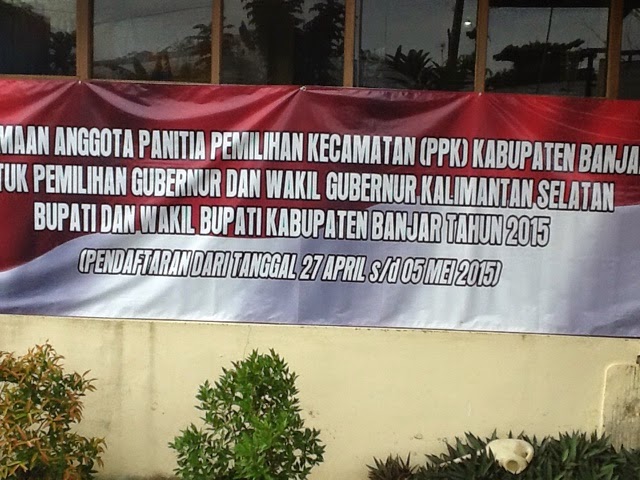 MAAN ANGGOTA PANITIA PEMILIHAN KECAMATAN (PPK) KABUPATEN BANJAR
TUK PEMILIHAN GUBERNUR DAN WAKIL GUBERNUR KALIMANTAN SELATAN
BUPATI DAN WAKIL BUPATI KABUPATEN BANJAR TAHUN 2015
(PENDAFTARAN DARI TANGGAL 27 APRIL s/d 05 MEI 2015)